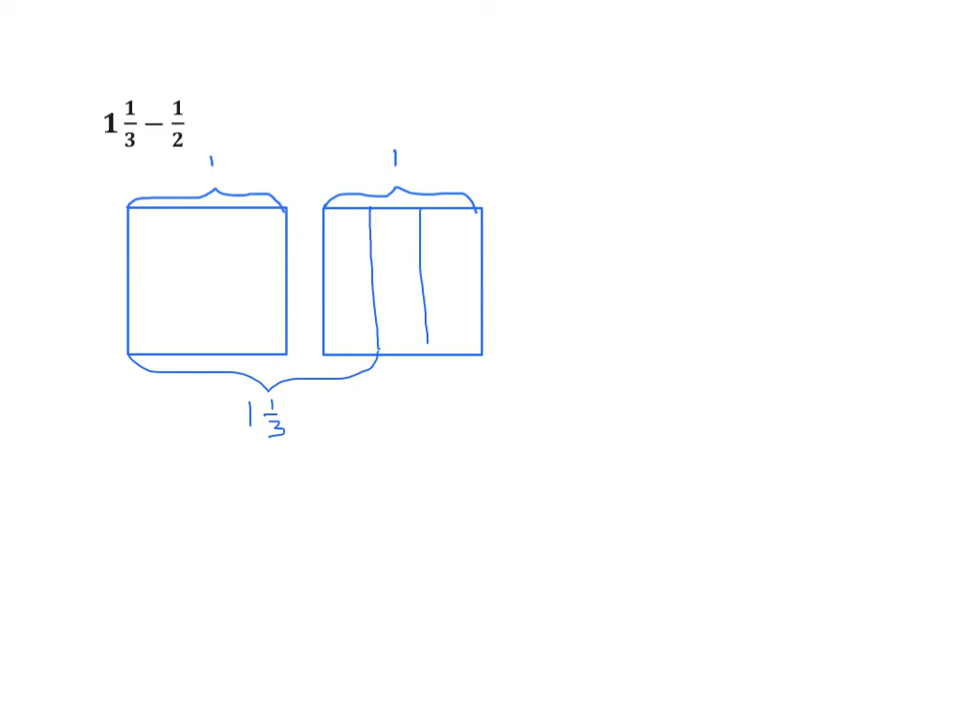 1 1/3 − 1/2
1 1
1 1/3